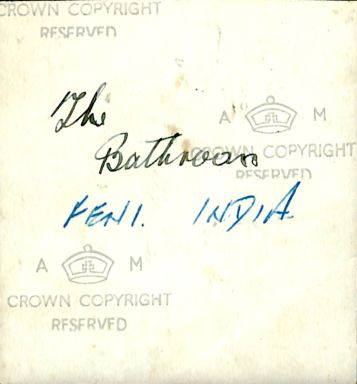 CROWN COPYRIGHT
RESERVED
The
A M
Bathroom
CROWN COPYRIGHT
RESERVED
FENI. INDIA
A M
CROWN COPYRIGHT
RESERVED